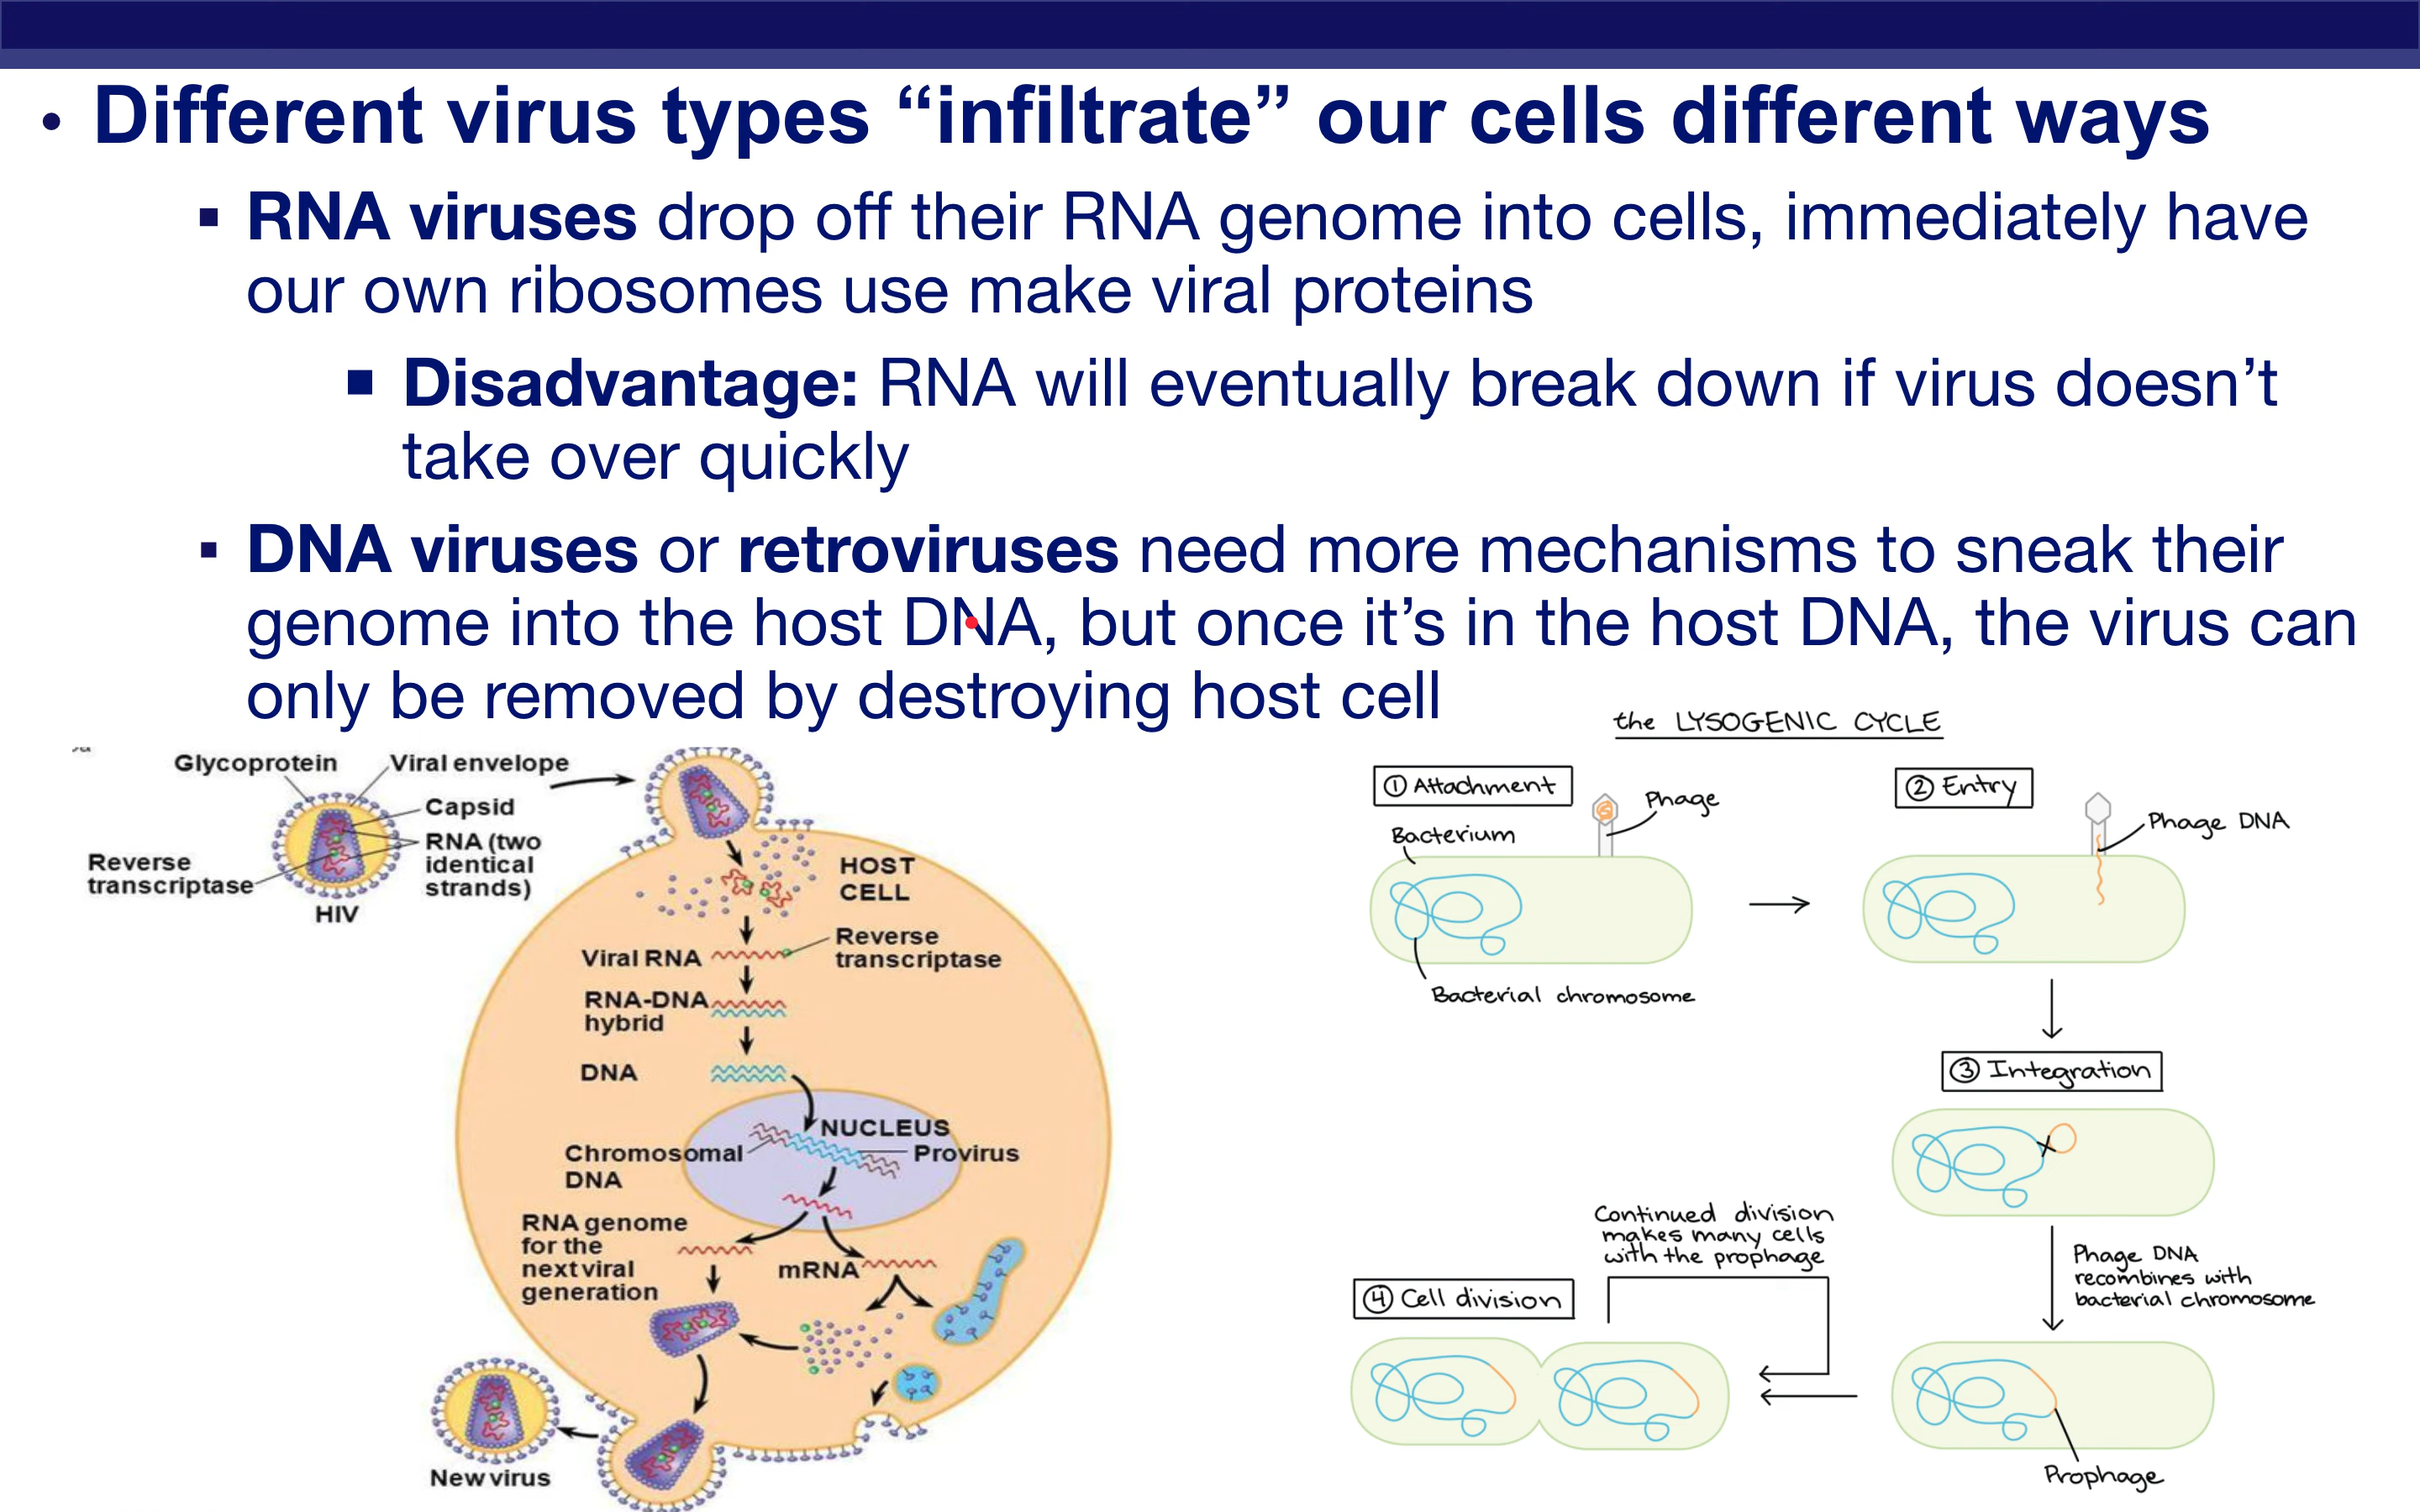 • Different virus types “infiltrate” our cells different ways
▪ RNA viruses drop off their RNA genome into cells, immediately have
our own ribosomes use make viral proteins
▪ Disadvantage: RNA will eventually break down if virus doesn’t
take over quickly
▪ DNA viruses or retroviruses need more mechanisms to sneak their
genome into the host DNA, but once it’s in the host DNA, the virus can
only be removed by destroying host cell
Glycoprotein
Viral envelope
Capsid
RNA (two
identical
strands)
Reverse
transcriptase
HIV
HOST
CELL
Viral RNA
Reverse
transcriptase
RNA-DNA
hybrid
DNA
NUCLEUS
Chromosomal
DNA
Provirus
RNA genome
for the
next viral
generation
mRNA
New virus
the LYSOGENIC CYCLE
① Attachment
Phage
Bacterium
Bacterial chromosome
② Entry
Phage DNA
③ Integration
Phage DNA
recombines with
bacterial chromosome
Continued division
makes many cells
with the prophage
④ Cell division
Prophage